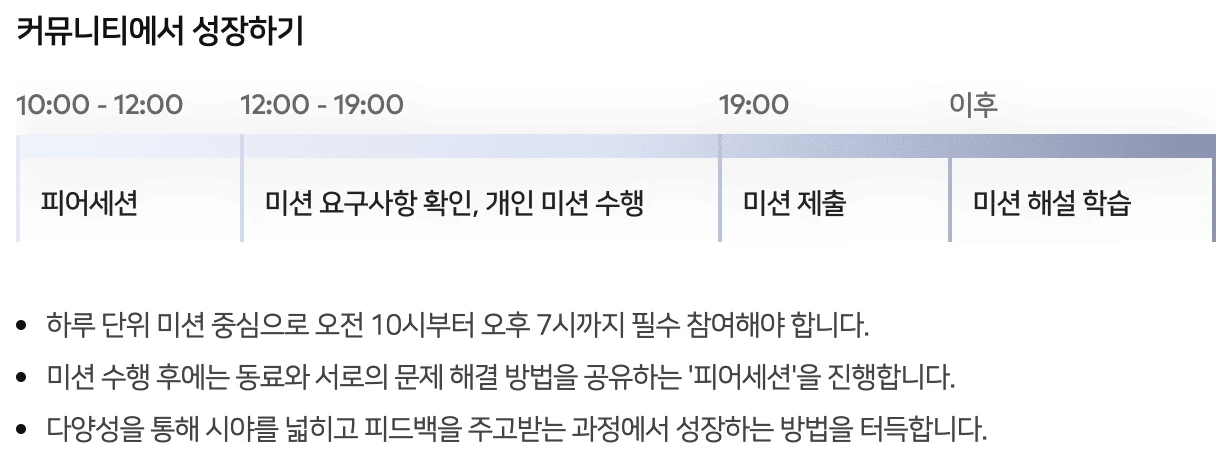 커뮤니티에서 성장하기
10:00 - 12:00 12:00 - 19:00 19:00 이후
피어세션 미션 요구사항 확인, 개인 미션 수행 미션 제출 미션 해설 학습
• 하루 단위 미션 중심으로 오전 10시부터 오후 7시까지 필수 참여해야 합니다.
• 미션 수행 후에는 동료와 서로의 문제 해결 방법을 공유하는 '피어세션'을 진행합니다.
• 다양성을 통해 시야를 넓히고 피드백을 주고받는 과정에서 성장하는 방법을 터득합니다.